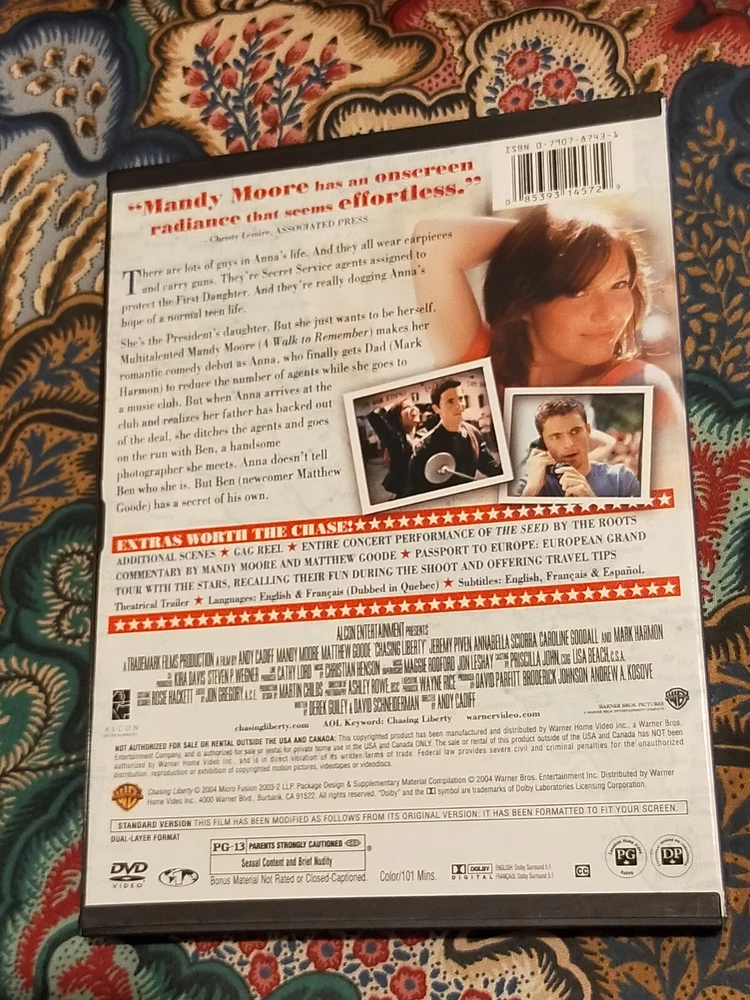 ISBN 0-7907-8743-1
0 85393 14572 9
“Mandy Moore has an onscreen
radiance that seems effortless.”
- Christy Lemire, ASSOCIATED PRESS
There are lots of guys in Anna's life. And they all wear earpieces
and carry guns. They're Secret Service agents assigned to
protect the First Daughter. And they're really dogging Anna's
hope of a normal teen life.
She's the President's daughter. But she just wants to be herself.
Multitalented Mandy Moore (A Walk to Remember) makes her
romantic comedy debut as Anna, who finally gets Dad (Mark
Harmon) to reduce the number of agents while she goes to
a music club. But when Anna arrives at the
club and realizes her father has backed out
of the deal, she ditches the agents and goes
on the run with Ben, a handsome
photographer she meets. Anna doesn't tell
Ben who she is. But Ben (newcomer Matthew
Goode) has a secret of his own.
EXTRAS WORTH THE CHASE!
ADDITIONAL SCENES ★ GAG REEL ★ ENTIRE CONCERT PERFORMANCE OF THE SEED BY THE ROOTS
COMMENTARY BY MANDY MOORE AND MATTHEW GOODE ★ PASSPORT TO EUROPE: EUROPEAN GRAND
TOUR WITH THE STARS, RECALLING THEIR FUN DURING THE SHOOT AND OFFERING TRAVEL TIPS
Theatrical Trailer ★ Languages: English & Français (Dubbed in Quebec) ★ Subtitles: English, Français & Español.
ALCON ENTERTAINMENT PRESENTS
A TRADEMARK FILMS PRODUCTION A FILM BY ANDY CADIFF MANDY MOORE MATTHEW GOODE 'CHASING LIBERTY' JEREMY PIVEN ANNABELLA SCIORRA CAROLINE GOODALL AND MARK HARMON
KIRA DAVIS STEVEN P. WEGNER CATHY LORD CHRISTIAN HENSON MAGGIE RODFORD JON LESHAY PRISCILLA JOHN, CDG LISA BEACH, C.S.A.
ROSE HACKETT JON GREGORY, A.C.E. MARTIN CHILDS ASHLEY ROWE, BSC WAYNE RICE DAVID PARFITT BRODERICK JOHNSON ANDREW A. KOSOVE
WRITTEN BY DEREK GUILEY & DAVID SCHNEIDERMAN DIRECTED BY ANDY CADIFF
ALCON
WARNER BROS. PICTURES
chasingliberty.com AOL Keyword: Chasing Liberty warnervideo.com
NOT AUTHORIZED FOR SALE OR RENTAL OUTSIDE THE USA AND CANADA: This copyrighted product has been manufactured and distributed by Warner Home Video Inc., a Warner Bros.
Entertainment Company, and is authorized for sale or rental for private home use in the USA and Canada ONLY. The sale or rental of this product outside of the USA and Canada has NOT been
authorized by Warner Home Video Inc., and is in direct violation of its written terms of trade. Federal law provides severe civil and criminal penalties for the unauthorized
distribution, reproduction or exhibition of copyrighted motion pictures, videotapes or videodiscs.
Chasing Liberty © 2004 Micro Fusion 2003-2 LLP. Package Design & Supplementary Material Compilation © 2004 Warner Bros. Entertainment Inc. Distributed by Warner
Home Video Inc., 4000 Warner Blvd., Burbank, CA 91522. All rights reserved. "Dolby" and the DD symbol are trademarks of Dolby Laboratories Licensing Corporation.
STANDARD VERSION THIS FILM HAS BEEN MODIFIED AS FOLLOWS FROM ITS ORIGINAL VERSION: IT HAS BEEN FORMATTED TO FIT YOUR SCREEN.
DUAL-LAYER FORMAT
DVD
VIDEO
PG-13 PARENTS STRONGLY CAUTIONED ®
Sexual Content and Brief Nudity
Bonus Material Not Rated or Closed-Captioned. Color/101 Mins.
DOLBY
DIGITAL
ENGLISH: Dolby Surround 5.1
FRANÇAIS: Dolby Surround 5.1
CC
PG
DP